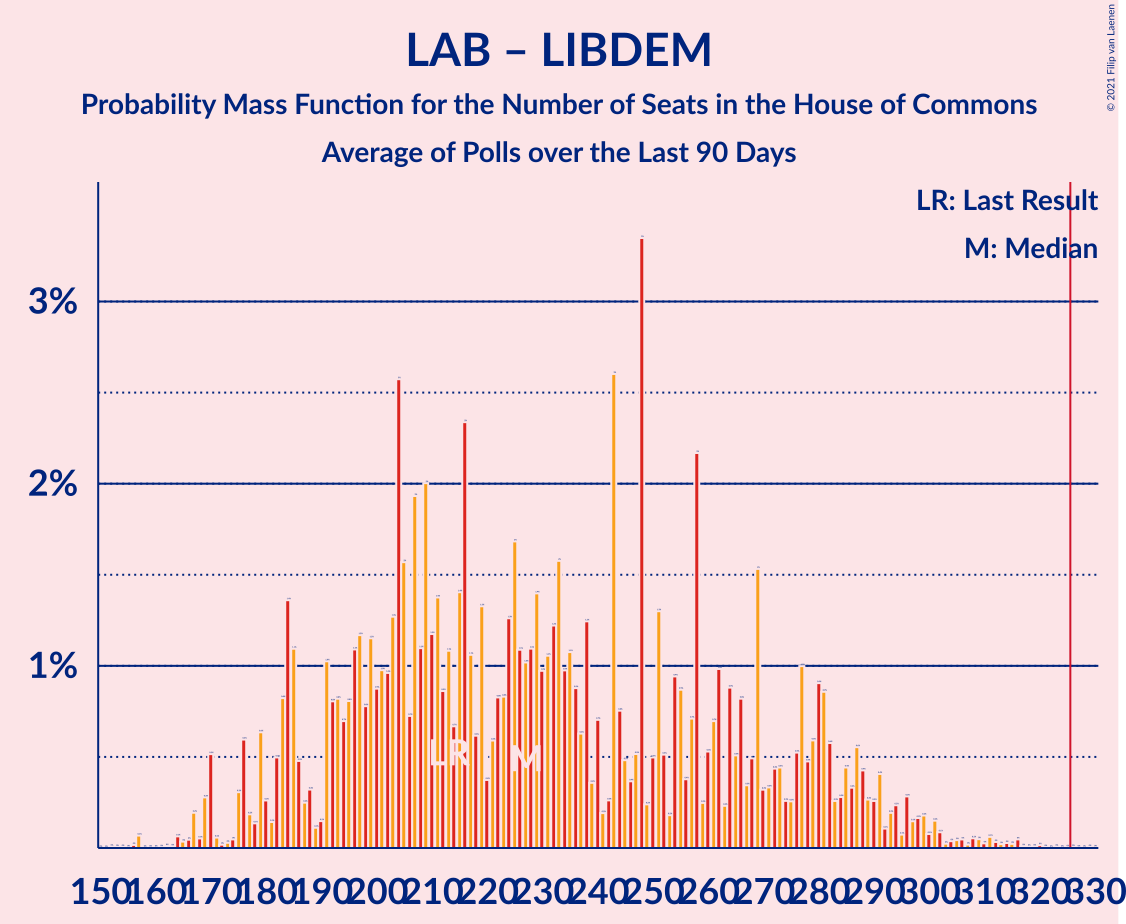 LAB – LIBDEM
Probability Mass Function for the Number of Seats in the House of Commons
Average of Polls over the Last 90 Days
© 2021 Filip van Laenen
LR: Last Result
M: Median
3%
2%
1%
LR M
150 160 170 180 190 200 210 220 230 240 250 260 270 280 290 300 310 320 330